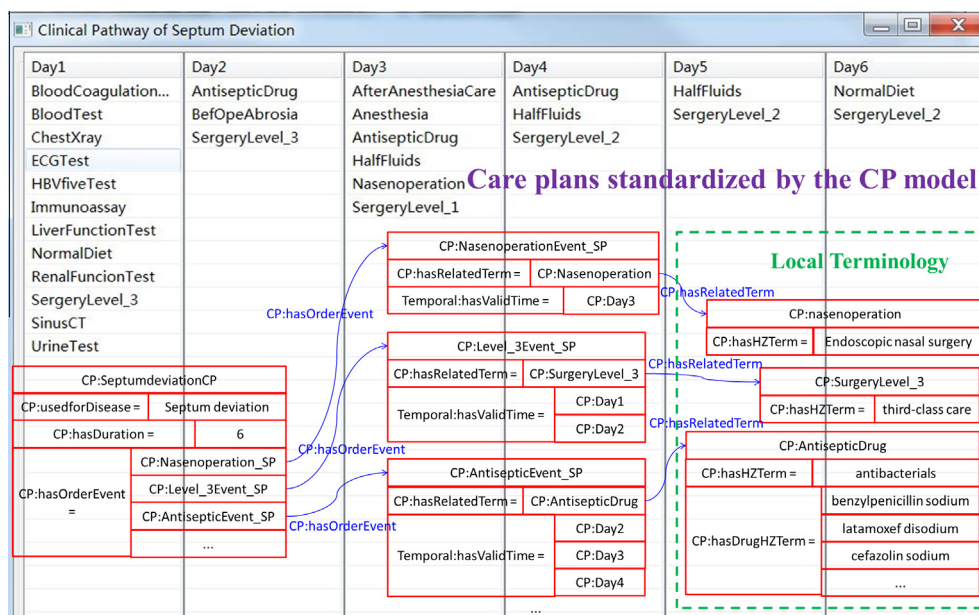 Clinical Pathway of Septum Deviation
Day1
BloodCoagulation...
BloodTest
ChestXray
ECGTest
HBVfiveTest
Immunoassay
LiverFunctionTest
NormalDiet
RenalFuncionTest
SergeryLevel_3
SinusCT
UrineTest
Day2
AntisepticDrug
BefOpeAbrosia
SergeryLevel_3
Day3
AfterAnesthesiaCare
Anesthesia
AntisepticDrug
HalfFluids
Nasenoperation
SergeryLevel_1
Day4
AntisepticDrug
HalfFluids
SergeryLevel_2
Day5
HalfFluids
SergeryLevel_2
Day6
NormalDiet
SergeryLevel_2
Care plans standardized by the CP model
CP:SeptumdeviationCP
CP:usedforDisease =
Septum deviation
CP:hasDuration =
6
CP:hasOrderEvent
=
CP:Nasenoperation_SP
CP:Level_3Event_SP
CP:AntisepticEvent_SP
...
CP:hasOrderEvent
CP:hasOrderEvent
CP:hasOrderEvent
CP:NasenoperationEvent_SP
CP:hasRelatedTerm =
CP:Nasenoperation
Temporal:hasValidTime =
CP:Day3
CP:Level_3Event_SP
CP:hasRelatedTerm =
CP:SurgeryLevel_3
Temporal:hasValidTime =
CP:Day1
CP:Day2
CP:AntisepticEvent_SP
CP:hasRelatedTerm =
CP:AntisepticDrug
Temporal:hasValidTime =
CP:Day2
CP:Day3
CP:Day4
...
Local Terminology
CP:hasRelatedTerm
CP:nasenoperation
CP:hasHZTerm =
Endoscopic nasal surgery
CP:hasRelatedTerm
CP:SurgeryLevel_3
CP:hasHZTerm =
third-class care
CP:hasRelatedTerm
CP:AntisepticDrug
CP:hasHZTerm =
antibacterials
CP:hasDrugHZTerm =
benzylpenicillin sodium
latamoxef disodium
cefazolin sodium
...